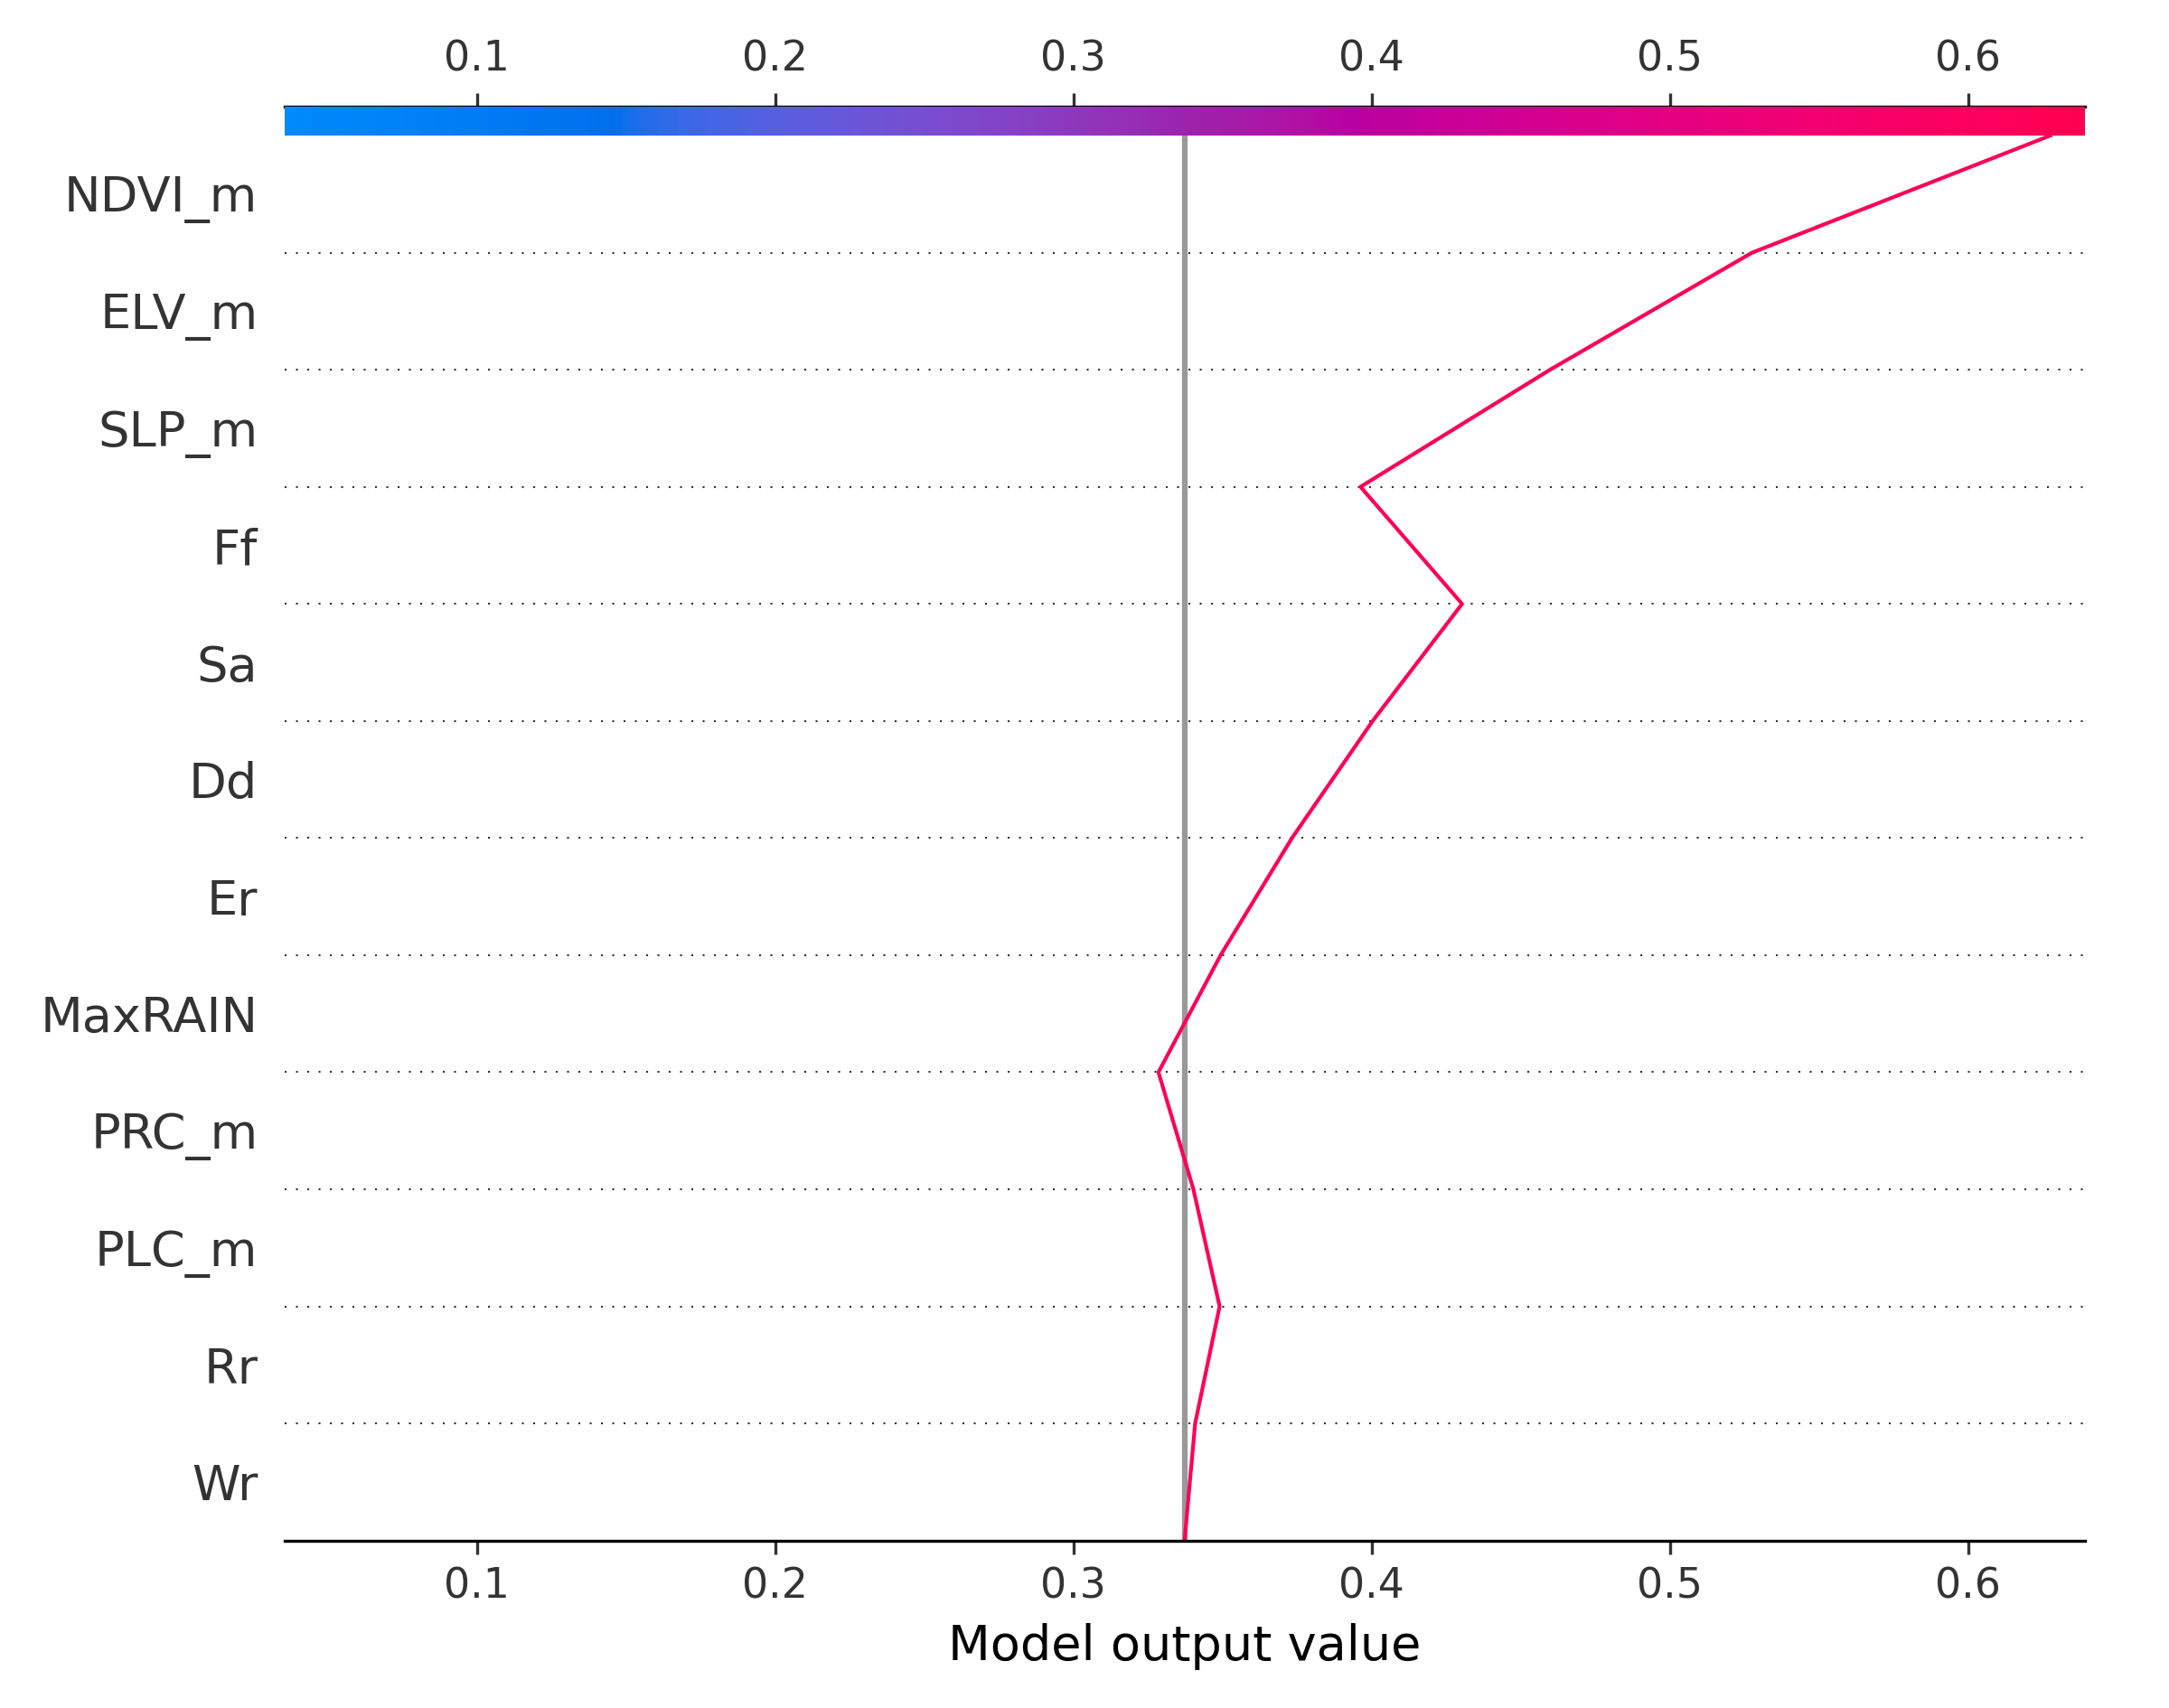 0.1 0.2 0.3 0.4 0.5 0.6
NDVI_m
ELV_m
SLP_m
Ff
Sa
Dd
Er
MaxRAIN
PRC_m
PLC_m
Rr
Wr
0.1 0.2 0.3 0.4 0.5 0.6
Model output value